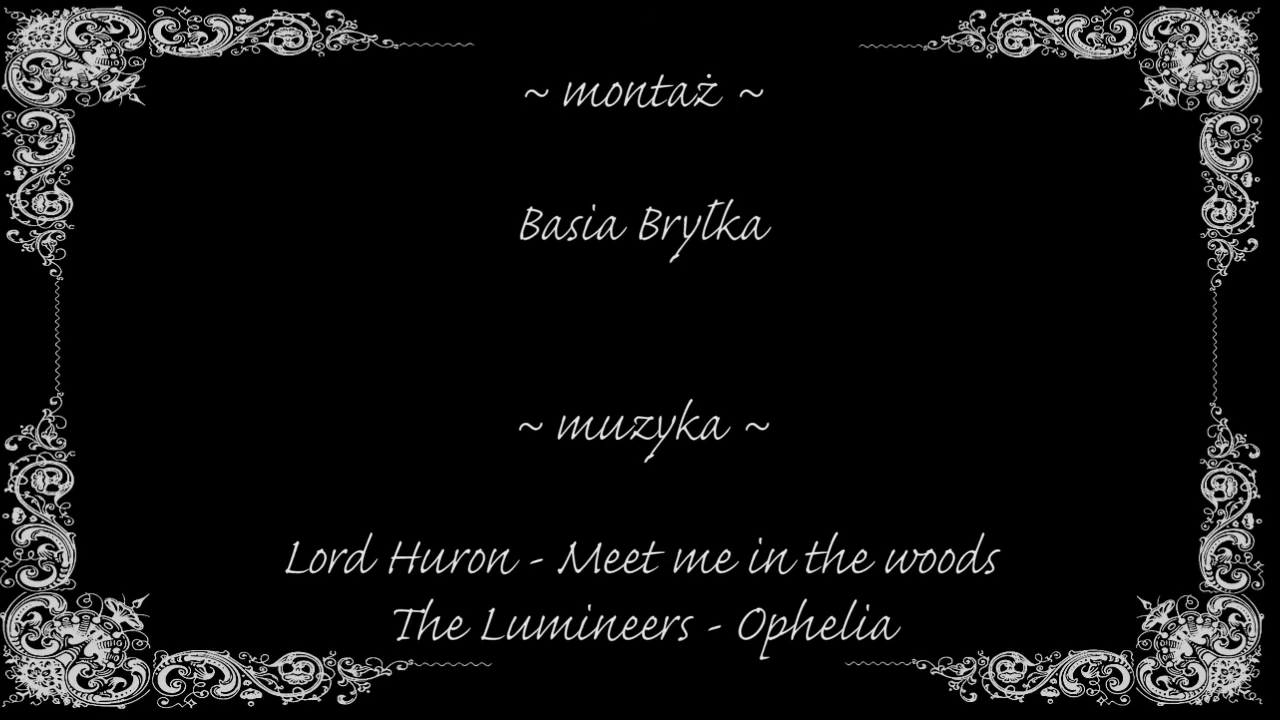 ~ montaż ~
Basia Bryłka
~ muzyka ~
Lord Huron - Meet me in the woods
The Lumineers - Ophelia